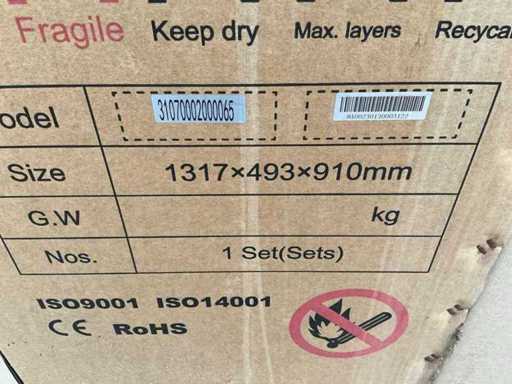 Fragile Keep dry Max. layers Recyca
odel 31070002000065
Size 1317×493×910mm
G.W kg
Nos. 1 Set(Sets)
ISO9001 ISO14001
CE RoHS